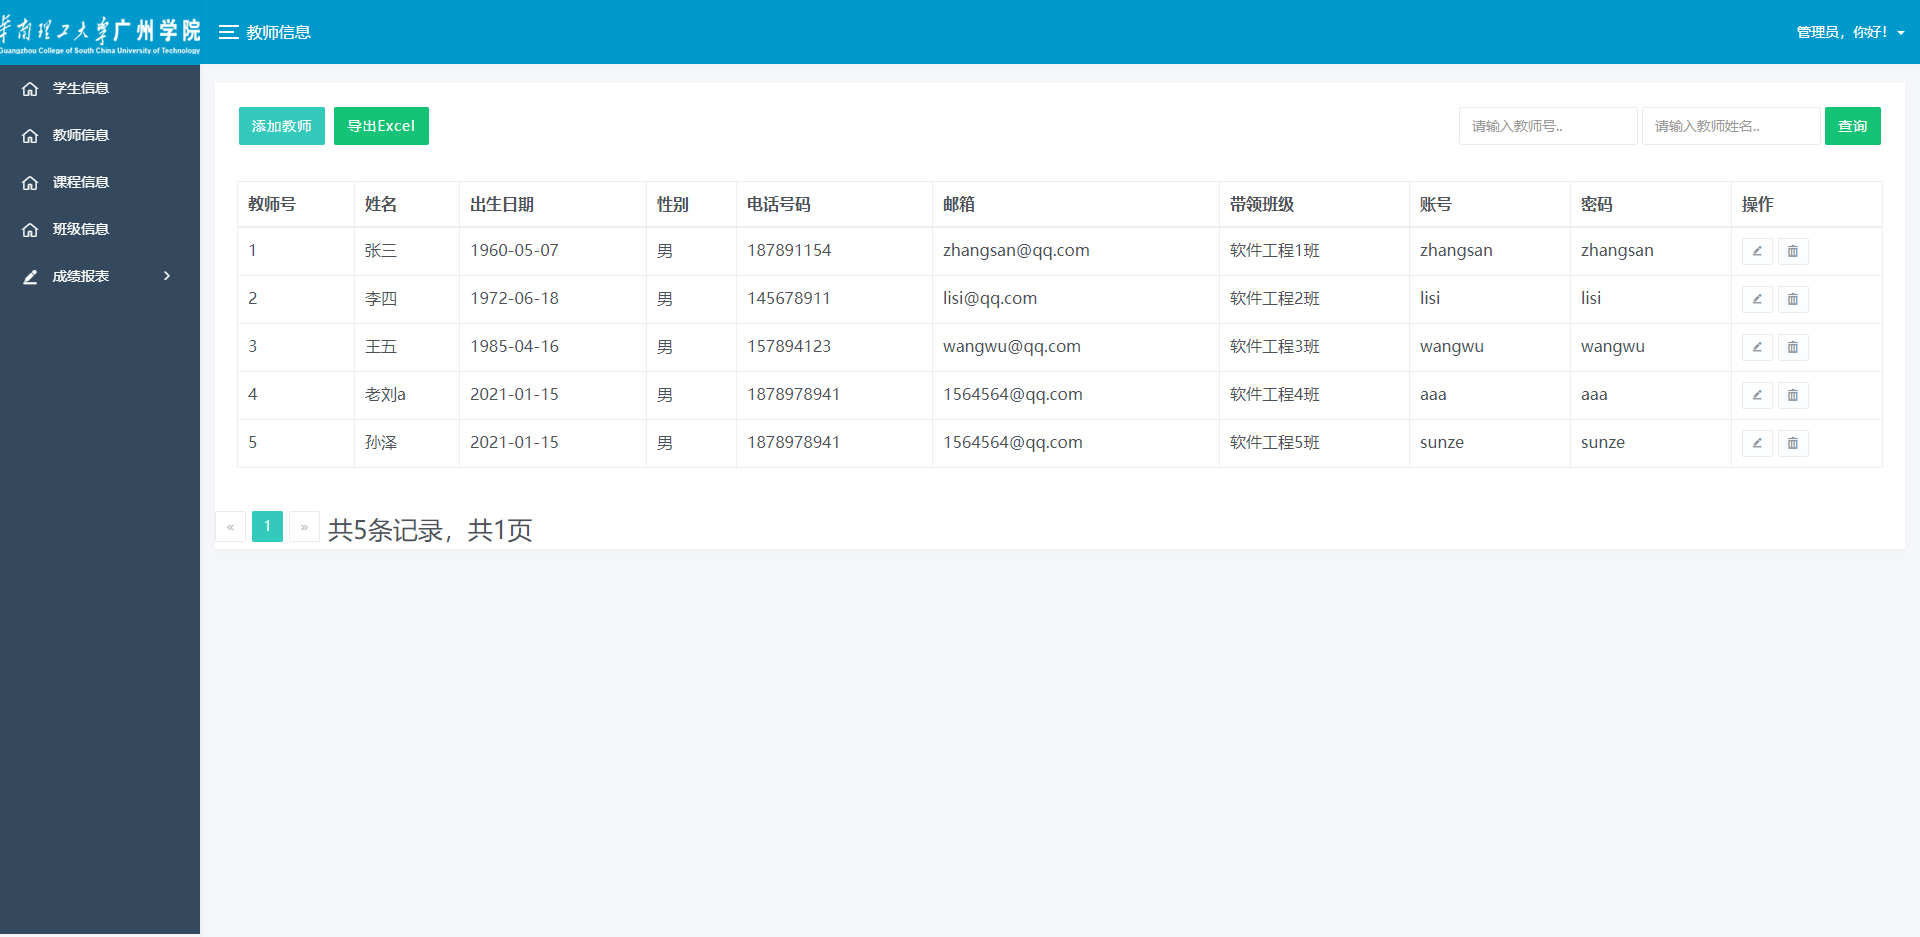 华南理工大学广州学院
Guangzhou College of South China University of Technology
教师信息
管理员，你好！
学生信息
教师信息
课程信息
班级信息
成绩报表
添加教师 导出Excel 请输入教师号.. 请输入教师姓名.. 查询
教师号 姓名 出生日期 性别 电话号码 邮箱 带领班级 账号 密码 操作
1 张三 1960-05-07 男 187891154 zhangsan@qq.com 软件工程1班 zhangsan zhangsan
2 李四 1972-06-18 男 145678911 lisi@qq.com 软件工程2班 lisi lisi
3 王五 1985-04-16 男 157894123 wangwu@qq.com 软件工程3班 wangwu wangwu
4 老刘a 2021-01-15 男 1878978941 1564564@qq.com 软件工程4班 aaa aaa
5 孙泽 2021-01-15 男 1878978941 1564564@qq.com 软件工程5班 sunze sunze
« 1 » 共5条记录，共1页